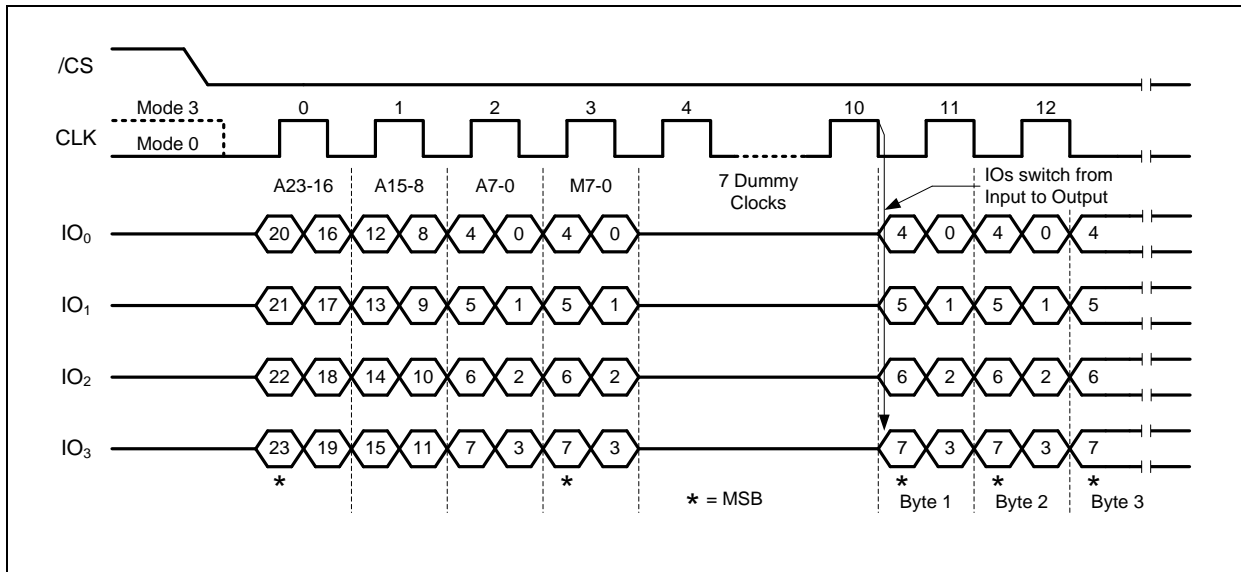 /CS
Mode 3 0 1 2 3 4 10 11 12
CLK
Mode 0
A23-16 A15-8 A7-0 M7-0 7 Dummy Clocks IOs switch from Input to Output
IO0 20 16 12 8 4 0 4 0 4 0 4 0 4
IO1 21 17 13 9 5 1 5 1 5 1 5 1 5
IO2 22 18 14 10 6 2 6 2 6 2 6 2 6
IO3 23 19 15 11 7 3 7 3 7 3 7 3 7
* * * * *
* = MSB Byte 1 Byte 2 Byte 3